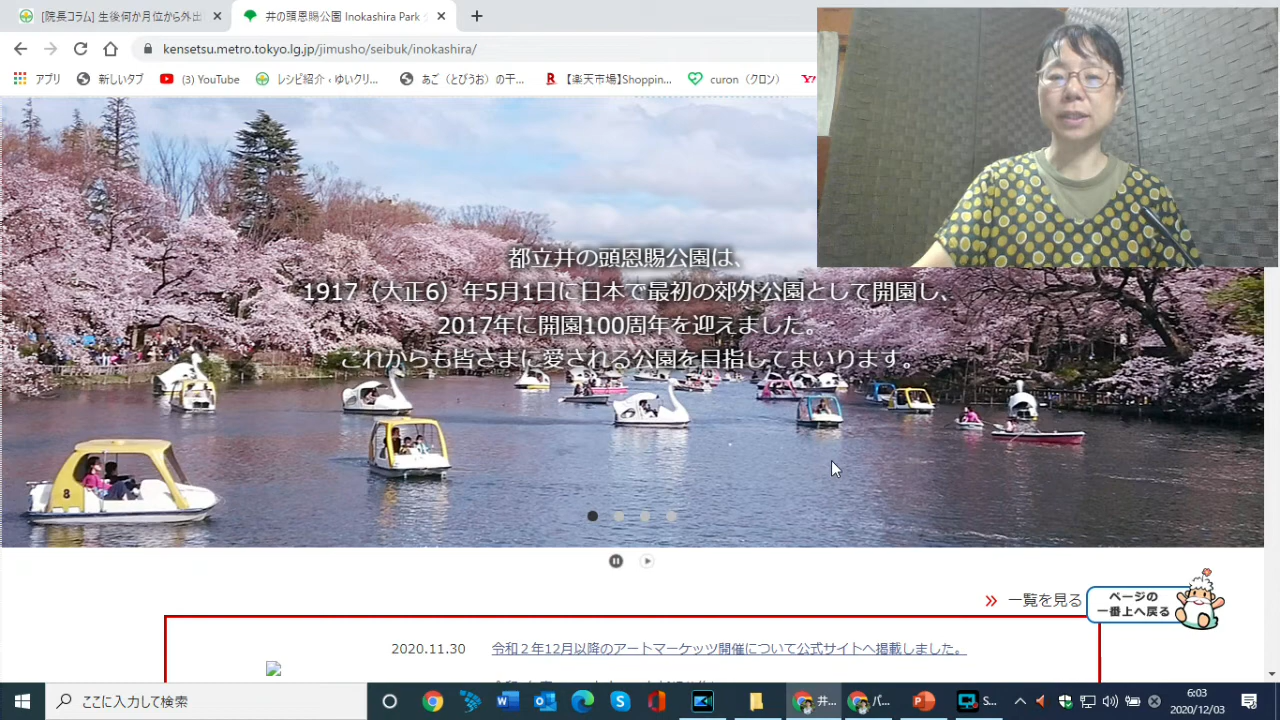 [院長コラム] 生後何か月位から外出
井の頭恩賜公園 Inokashira Park
kensetsu.metro.tokyo.lg.jp/jimusho/seibuk/inokashira/
アプリ
新しいタブ
(3) YouTube
レシピ紹介 ‹ ゆいクリ...
あご（とびうお）の干...
【楽天市場】Shoppin...
curon（クロン）
都立井の頭恩賜公園は、
1917（大正6）年5月1日に日本で最初の郊外公園として開園し、
2017年に開園100周年を迎えました。
これからも皆さまに愛される公園を目指してまいります。
8
一覧を見る
ページの
一番上へ戻る
2020.11.30 令和２年12月以降のアートマーケッツ開催について公式サイトへ掲載しました。
ここに入力して検索
井...
パ...
S...
6:03
2020/12/03